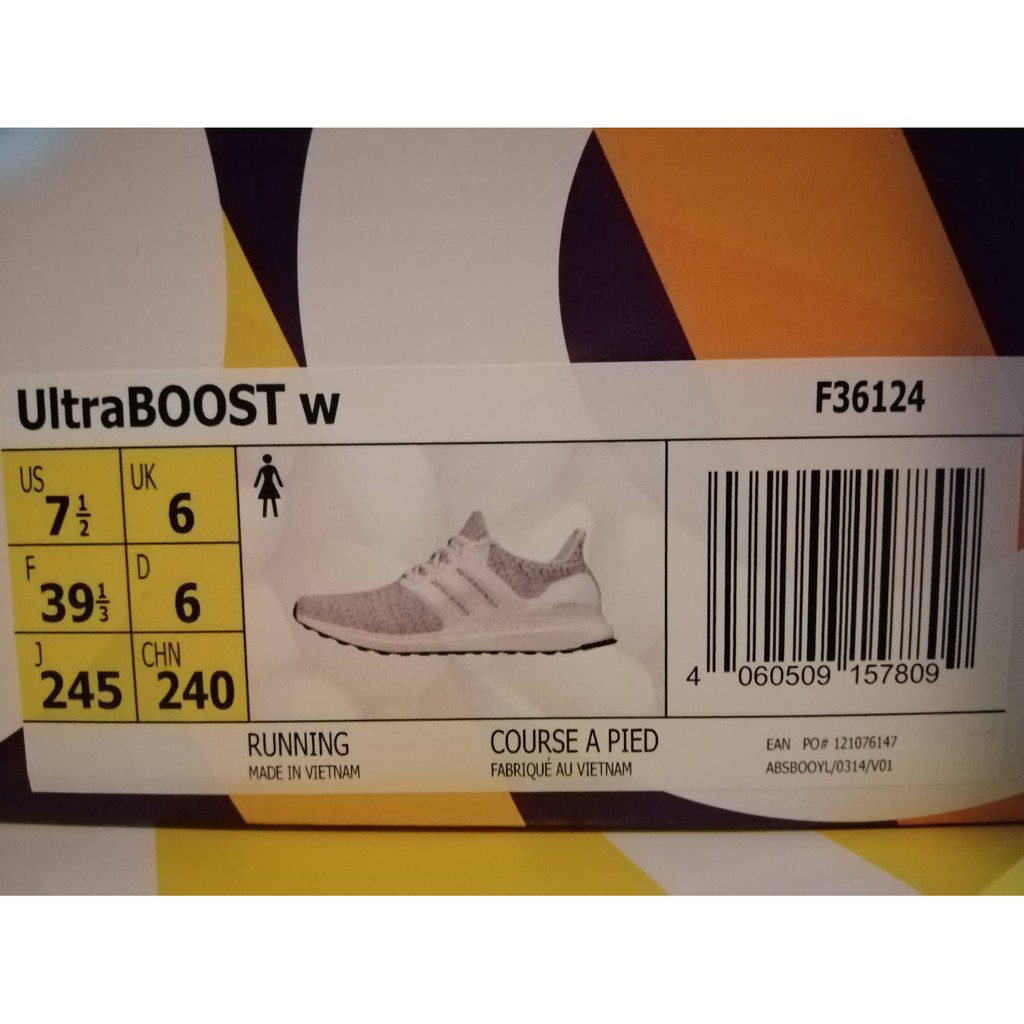 UltraBOOST w
F36124
US 7 1/2
UK 6
F 39 1/3
D 6
J 245
CHN 240
4 060509 157809
RUNNING
MADE IN VIETNAM
COURSE A PIED
FABRIQUÉ AU VIETNAM
EAN PO# 121076147
ABSBOOYL/0314/V01